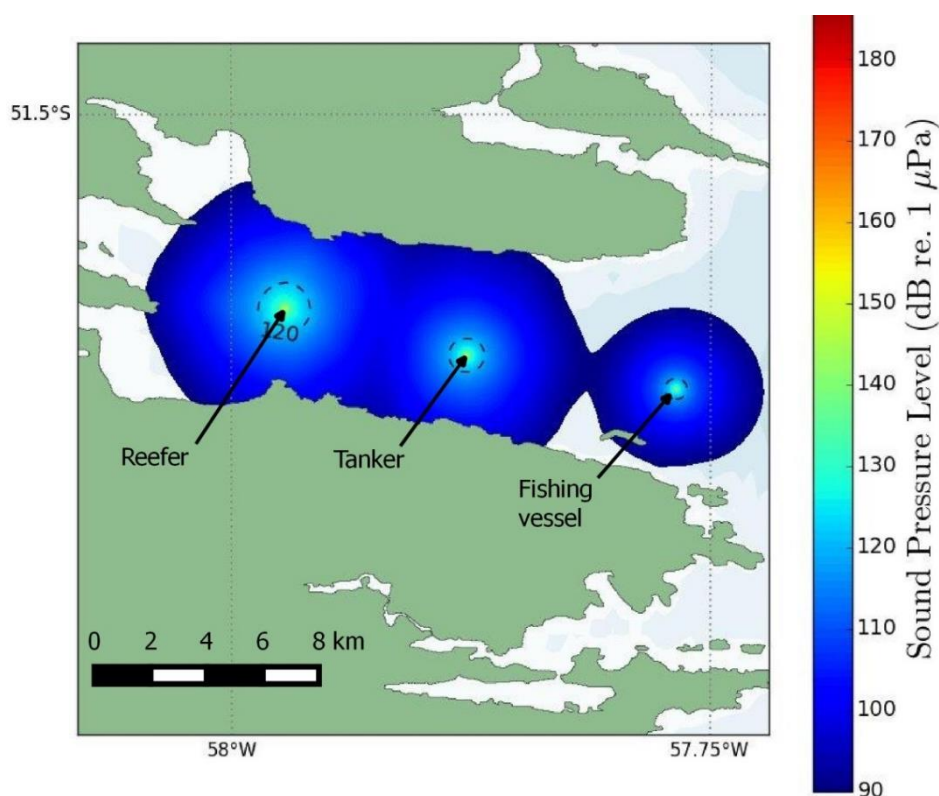 51.5°S
120
Reefer
Tanker
Fishing
vessel
0 2 4 6 8 km
58°W
57.75°W
180
170
160
150
140
130
120
110
100
90
Sound Pressure Level (dB re. 1 μPa)